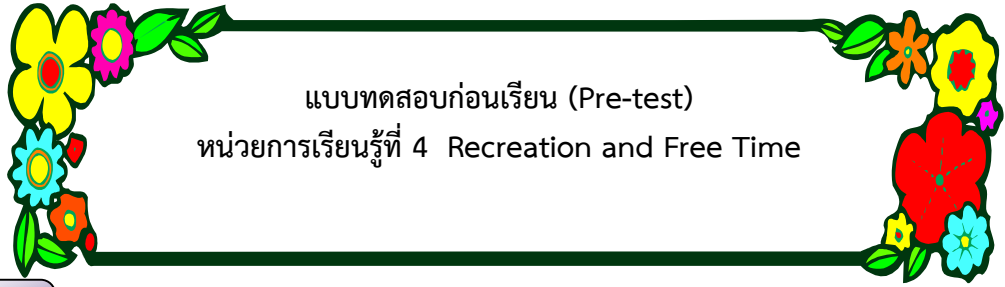 แบบทดสอบก่อนเรียน (Pre-test)
หน่วยการเรียนรู้ที่ 4 Recreation and Free Time